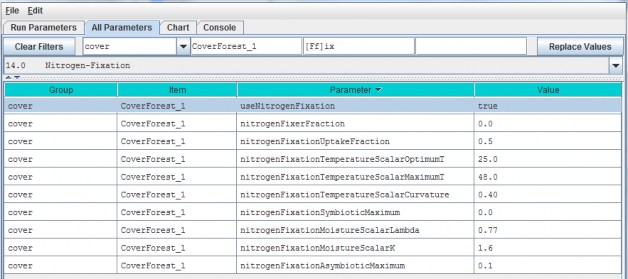 File Edit
Run Parameters All Parameters Chart Console
Clear Filters cover CoverForest_1 [Ff]ix Replace Values
14.0 Nitrogen-Fixation
Group Item Parameter Value
cover CoverForest_1 useNitrogenFixation true
cover CoverForest_1 nitrogenFixerFraction 0.0
cover CoverForest_1 nitrogenFixationUptakeFraction 0.5
cover CoverForest_1 nitrogenFixationTemperatureScalarOptimumT 25.0
cover CoverForest_1 nitrogenFixationTemperatureScalarMaximumT 48.0
cover CoverForest_1 nitrogenFixationTemperatureScalarCurvature 0.40
cover CoverForest_1 nitrogenFixationSymbioticMaximum 0.0
cover CoverForest_1 nitrogenFixationMoistureScalarLambda 0.77
cover CoverForest_1 nitrogenFixationMoistureScalarK 1.6
cover CoverForest_1 nitrogenFixationAsymbioticMaximum 0.1